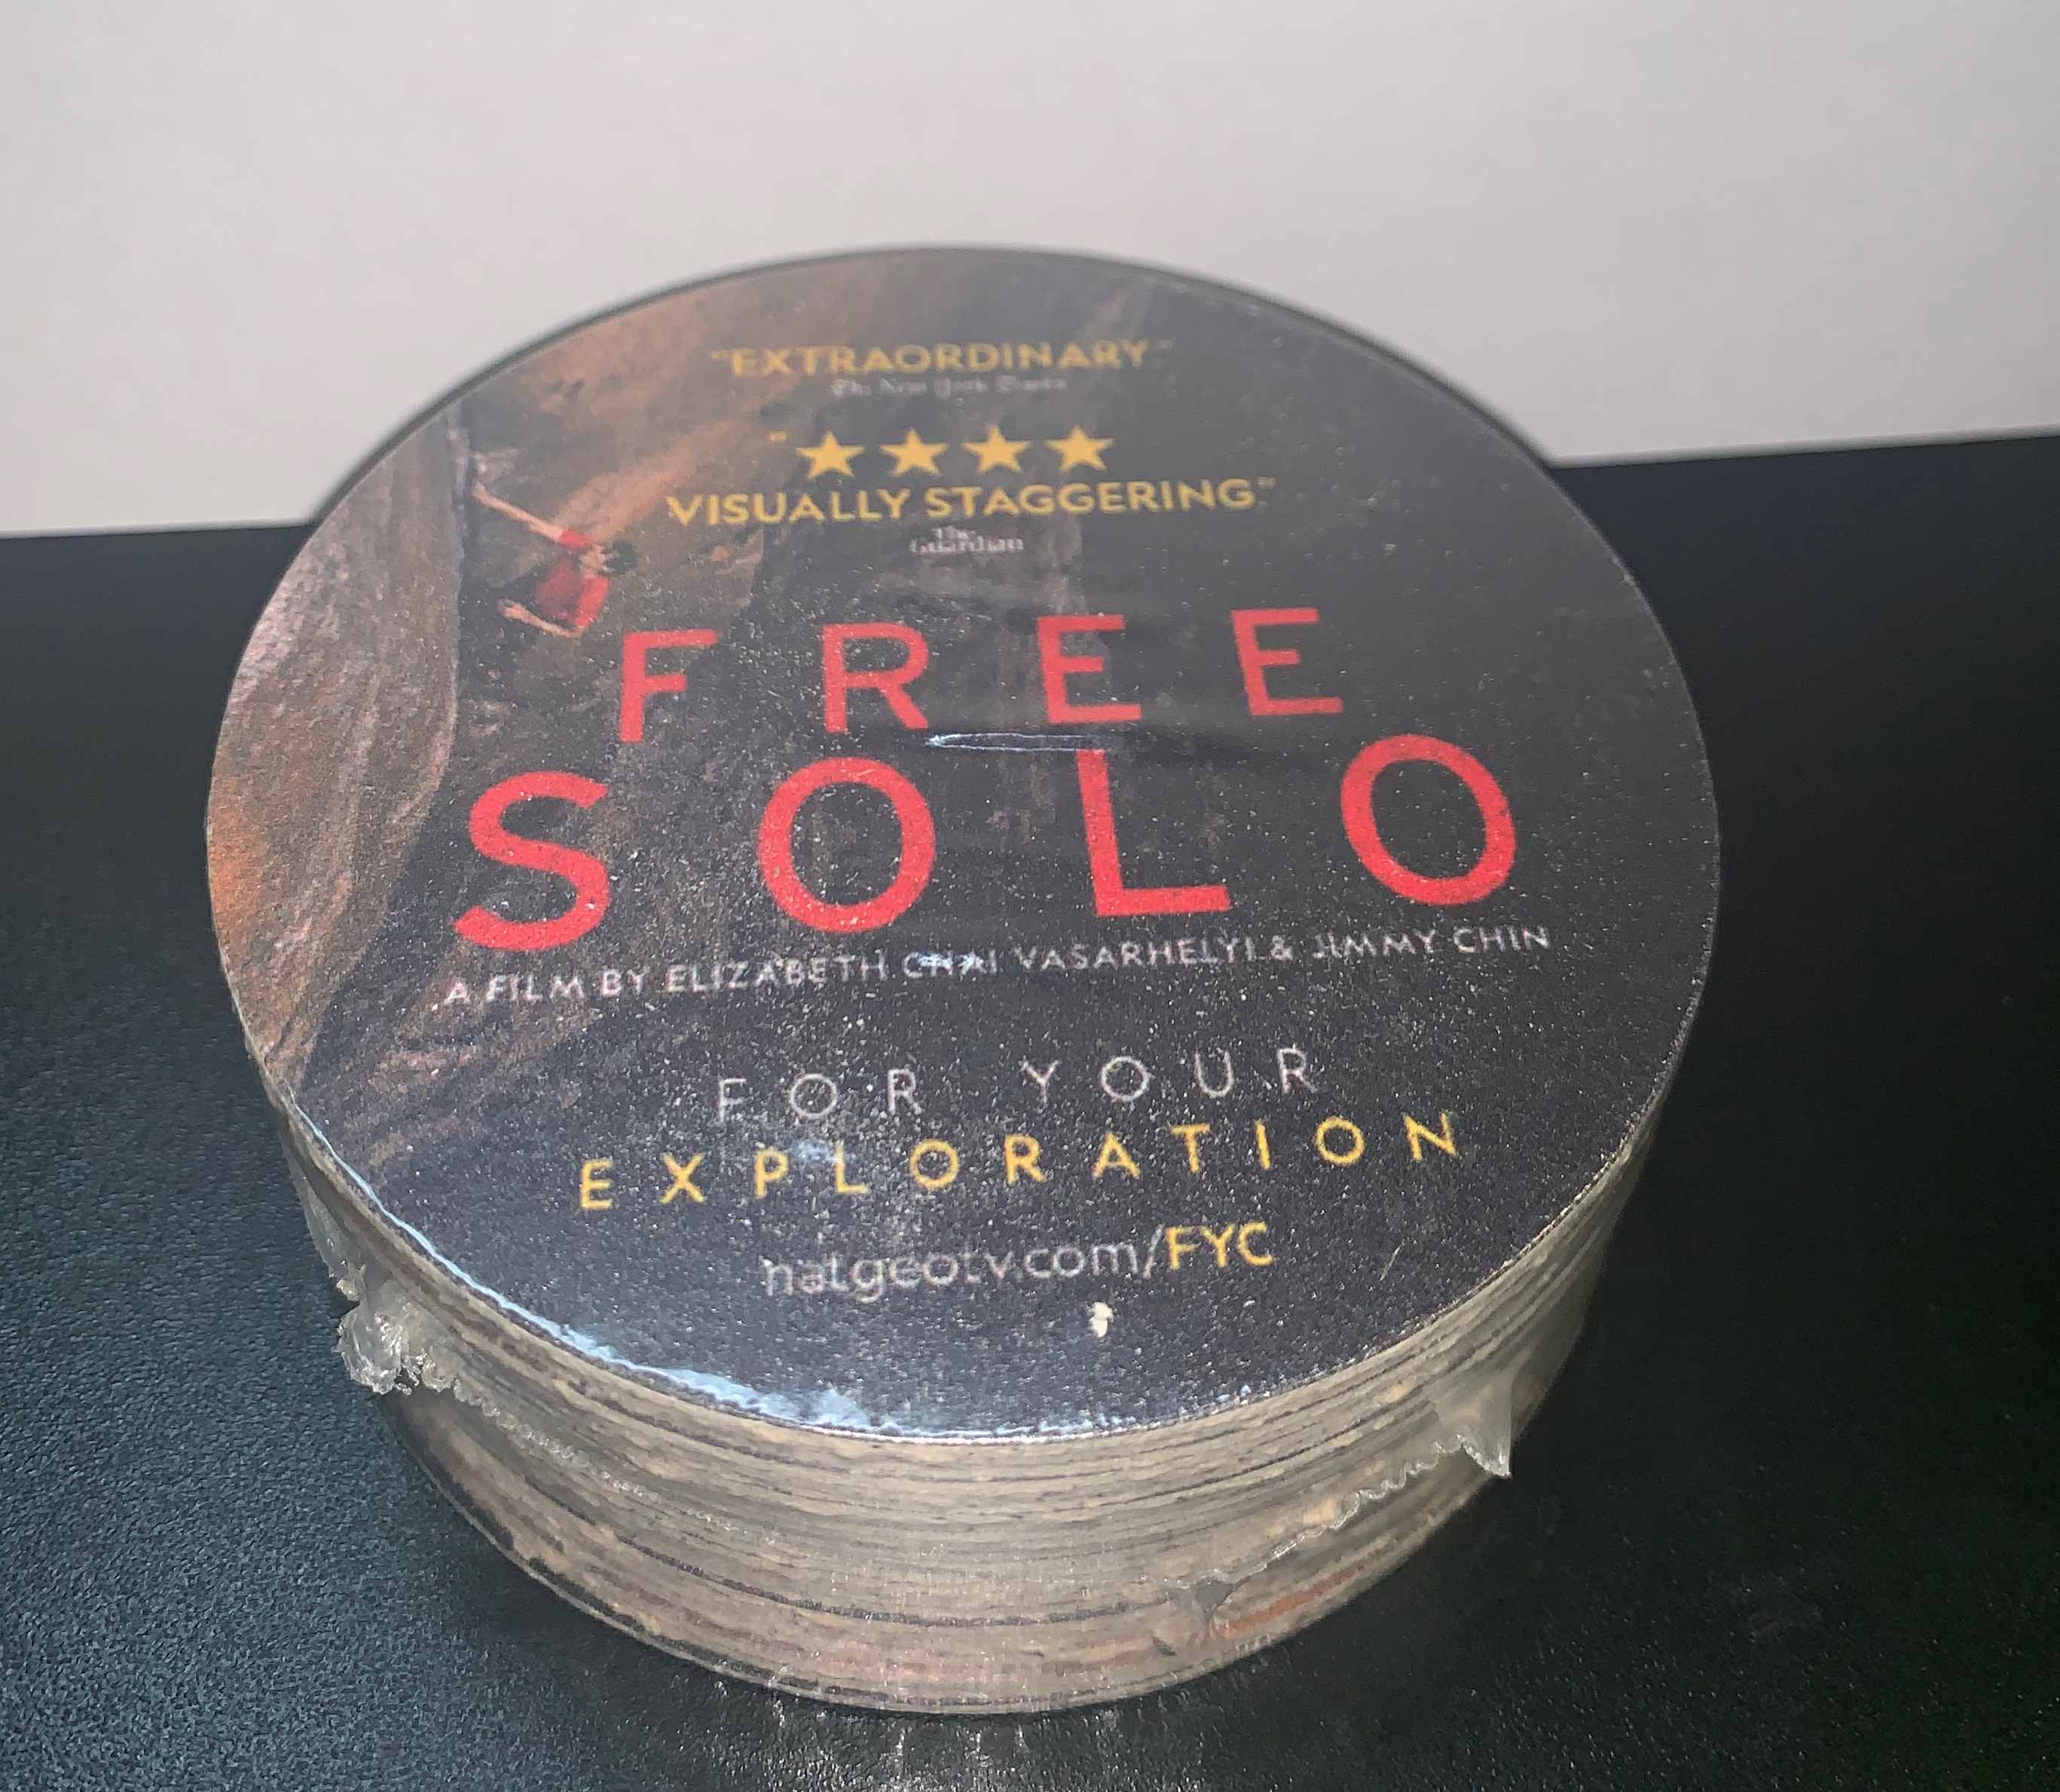 "EXTRAORDINARY"
The New York Times
"★★★★
VISUALLY STAGGERING."
The
Guardian
FREE
SOLO
A FILM BY ELIZABETH CHAI VASARHELYI & JIMMY CHIN
FOR YOUR
EXPLORATION
natgeotv.com/FYC